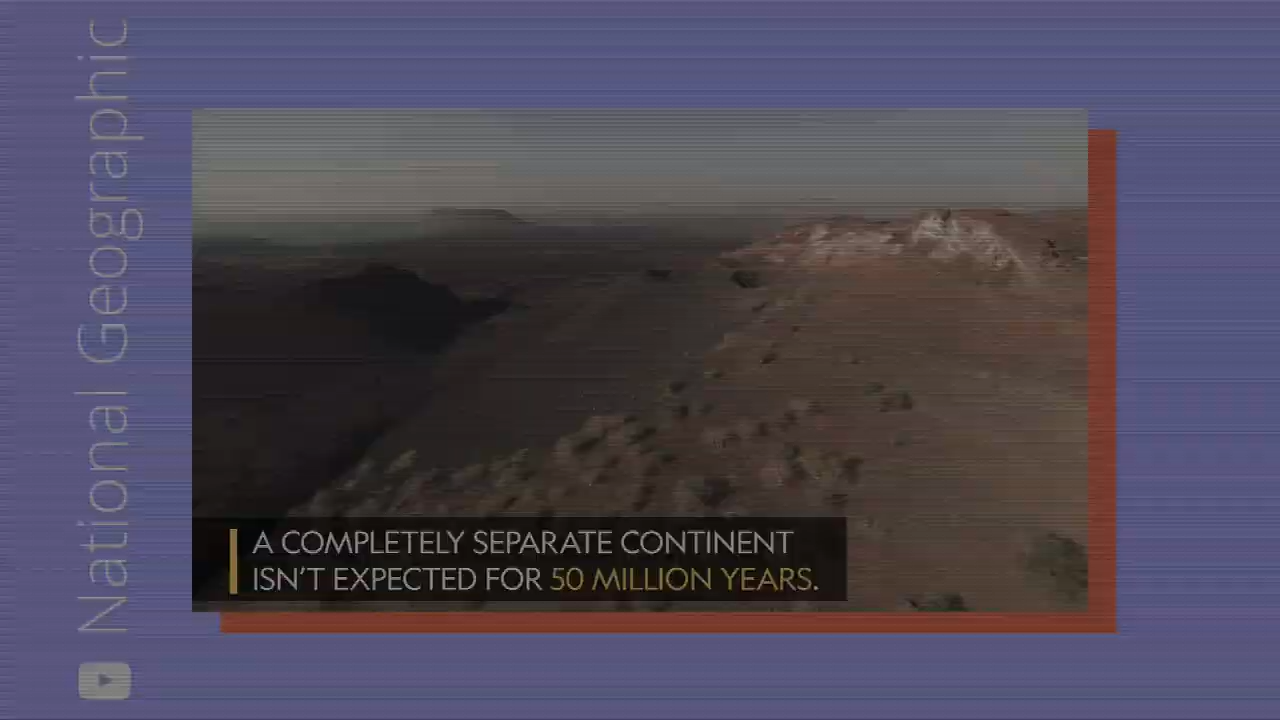 National Geographic
A COMPLETELY SEPARATE CONTINENT
ISN'T EXPECTED FOR 50 MILLION YEARS.